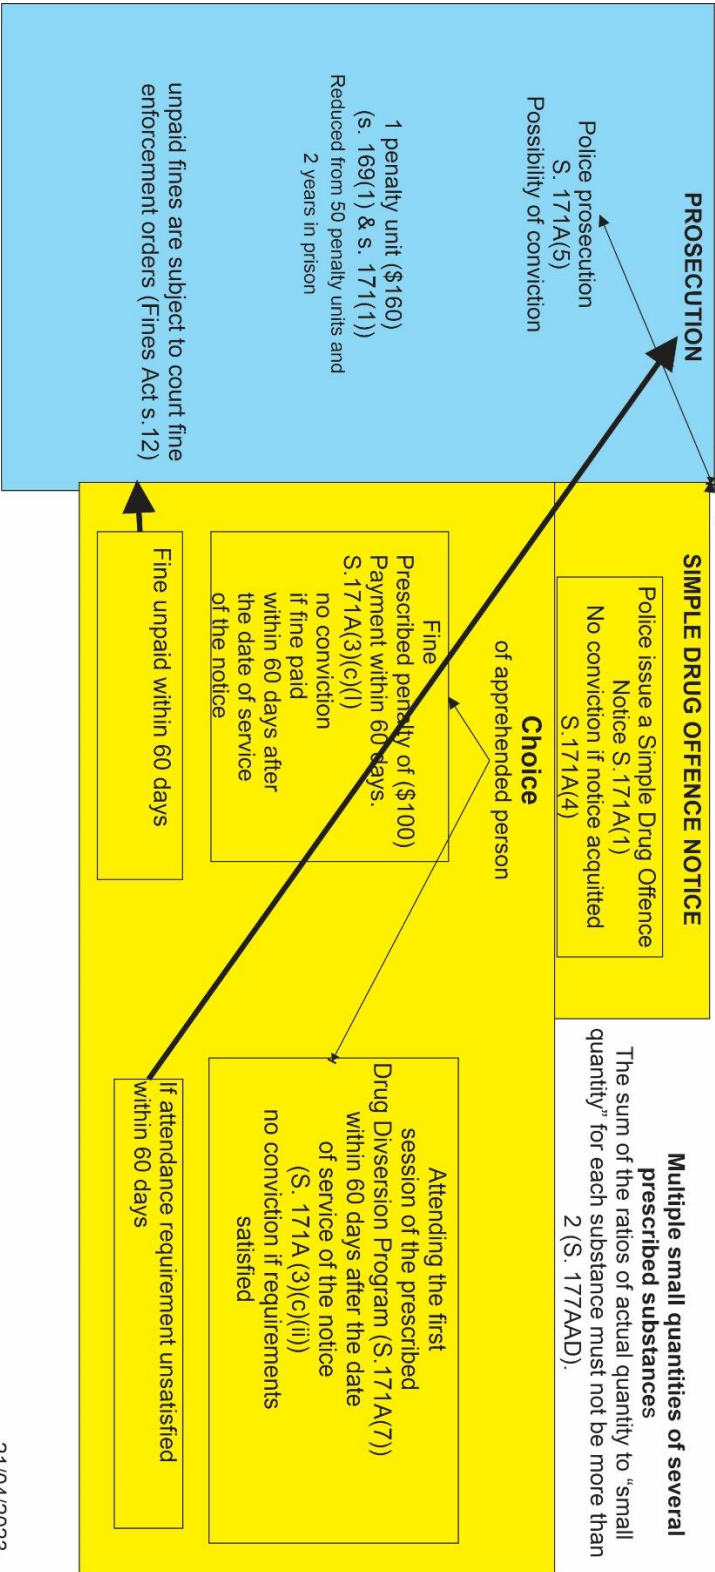 PROSECUTION
Police prosecution
S. 171A(5)
Possibility of conviction
1 penalty unit ($160)
(s. 169(1) & s. 171(1))
Reduced from 50 penalty units and
2 years in prison
unpaid fines are subject to court fine
enforcement orders (Fines Act s.12)
SIMPLE DRUG OFFENCE NOTICE
Police issue a Simple Drug Offence
Notice S.171A(1)
No conviction if notice acquitted
S.171A(4)
Choice
of apprehended person
Fine
Prescribed penalty of ($100)
Payment within 60 days.
S.171A(3)(c)(I)
no conviction
if fine paid
within 60 days after
the date of service
of the notice
Fine unpaid within 60 days
Attending the first
session of the prescribed
Drug Divsersion Program (S.171A(7))
within 60 days after the date
of service of the notice
(S. 171A (3)(c)(ii))
no conviction if requirements
satisfied
If attendance requirement unsatisfied
within 60 days
Multiple small quantities of several
prescribed substances
The sum of the ratios of actual quantity to “small
quantity” for each substance must not be more than
2 (S. 177AAD).
21/04/2023